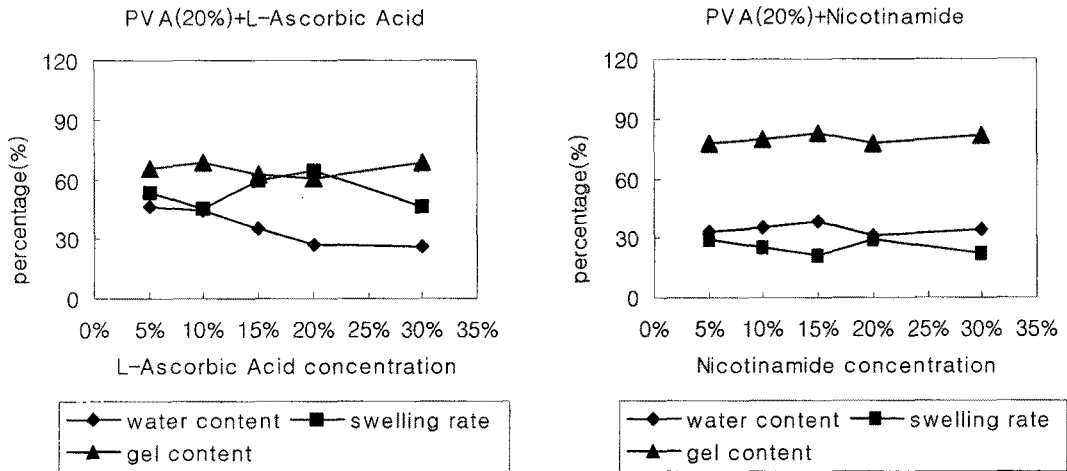 PVA(20%)+L-Ascorbic Acid
120
90
60
30
0
percentage(%)
0% 5% 10% 15% 20% 25% 30% 35%
L-Ascorbic Acid concentration
water content swelling rate
gel content
PVA(20%)+Nicotinamide
120
90
60
30
0
percentage(%)
0% 5% 10% 15% 20% 25% 30% 35%
Nicotinamide concentration
water content swelling rate
gel content